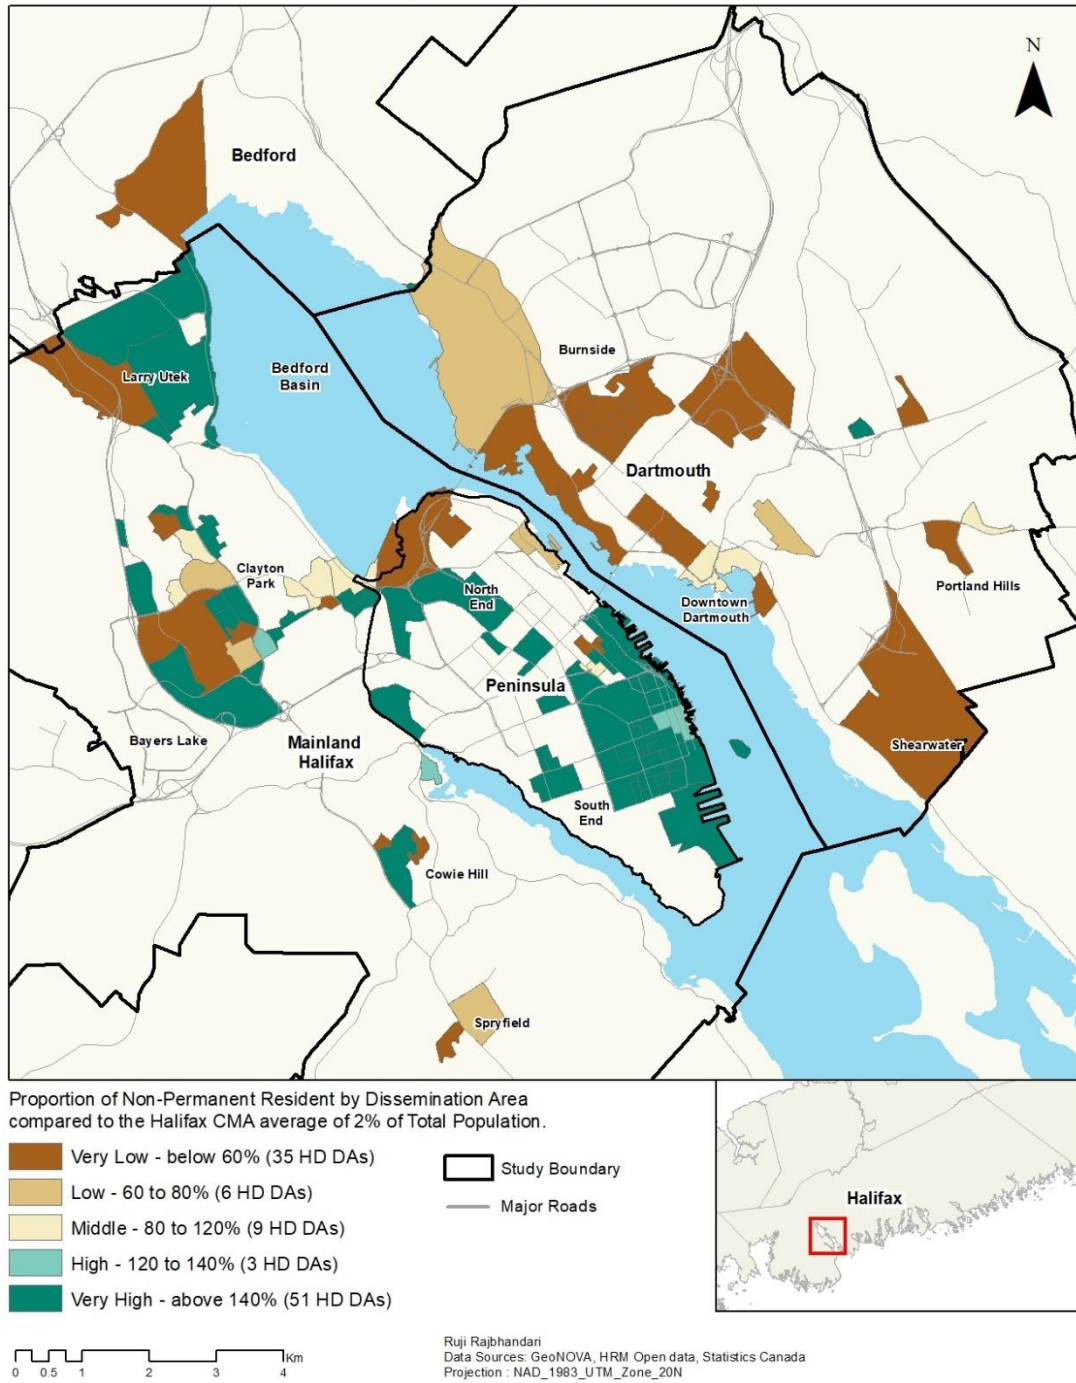 N
Bedford
Burnside
Bedford
Basin
Larry Utek
Dartmouth
Clayton
Park
North
End
Portland Hills
Downtown
Dartmouth
Peninsula
Bayers Lake
Mainland
Halifax
Shearwater
South
End
Cowie Hill
Spryfield
Proportion of Non-Permanent Resident by Dissemination Area
compared to the Halifax CMA average of 2% of Total Population.
Very Low - below 60% (35 HD DAs)
Low - 60 to 80% (6 HD DAs)
Middle - 80 to 120% (9 HD DAs)
High - 120 to 140% (3 HD DAs)
Very High - above 140% (51 HD DAs)
Study Boundary
Major Roads
Halifax
Km
0 0.5 1 2 3 4
Ruji Rajbhandari
Data Sources: GeoNOVA, HRM Open data, Statistics Canada
Projection : NAD_1983_UTM_Zone_20N